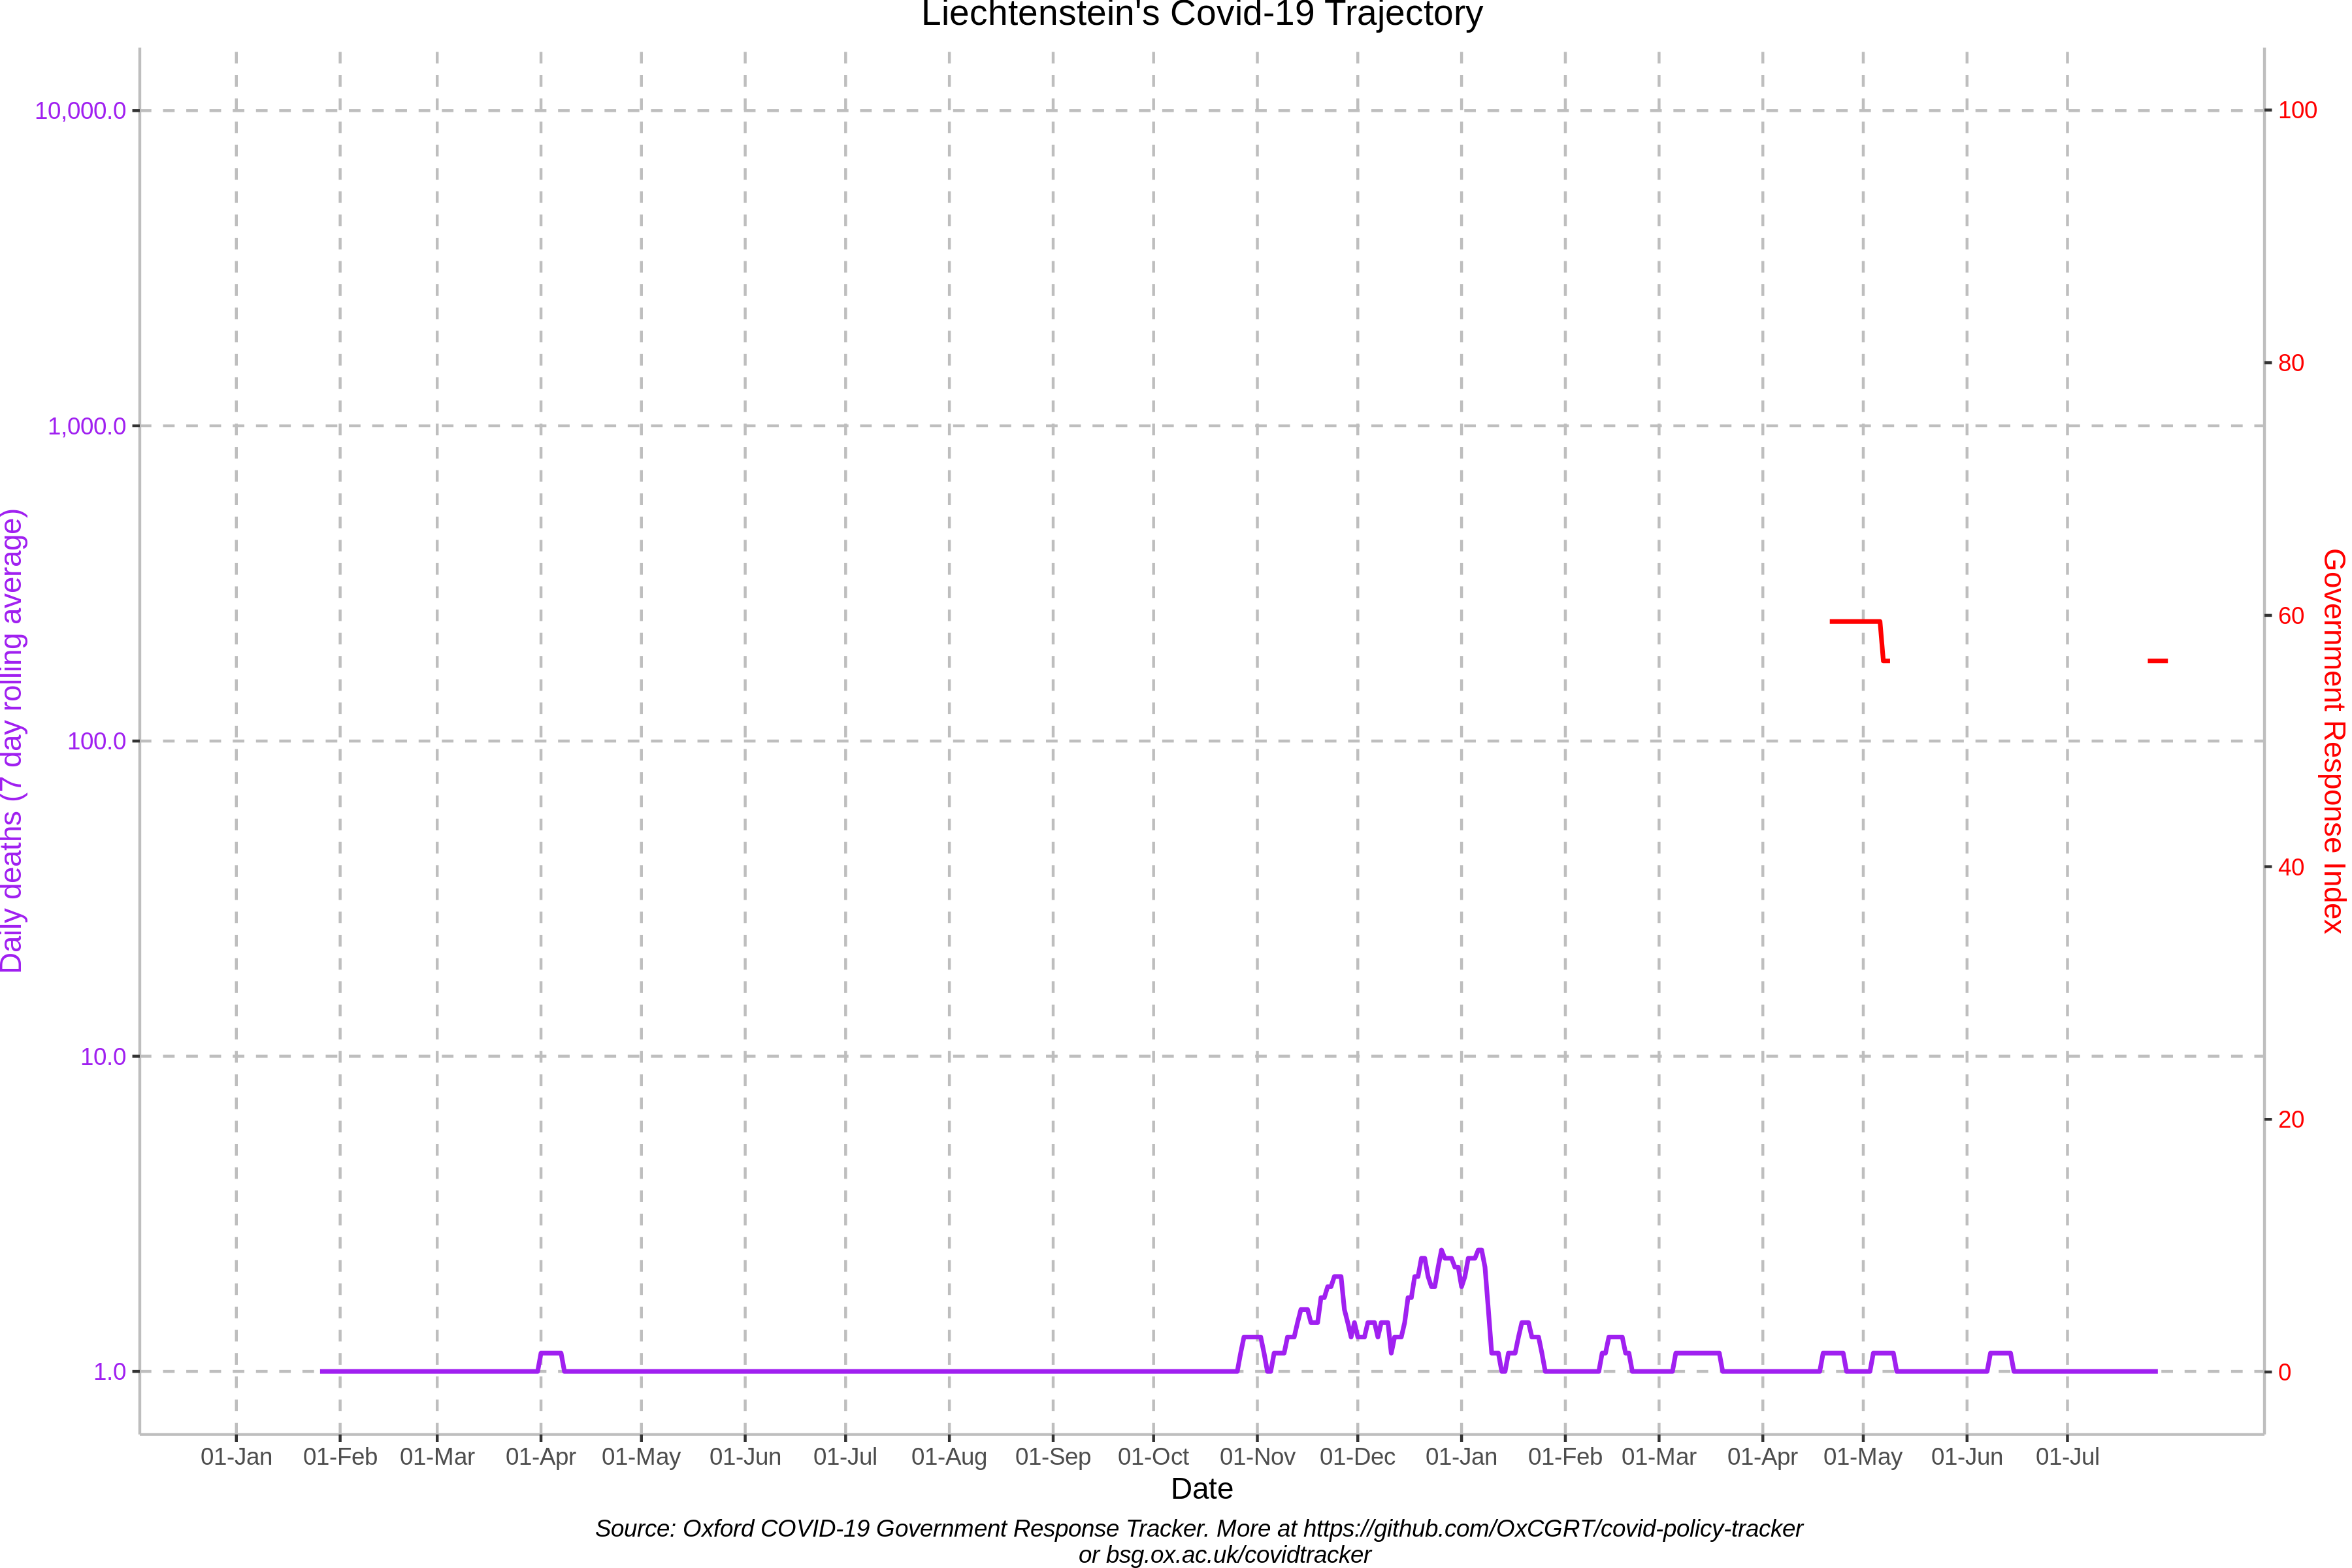 Liechtenstein's Covid-19 Trajectory
Daily deaths (7 day rolling average)
10,000.0
1,000.0
100.0
10.0
1.0
100
80
60
40
20
0
Government Response Index
01-Jan 01-Feb 01-Mar 01-Apr 01-May 01-Jun 01-Jul 01-Aug 01-Sep 01-Oct 01-Nov 01-Dec 01-Jan 01-Feb 01-Mar 01-Apr 01-May 01-Jun 01-Jul
Date
Source: Oxford COVID-19 Government Response Tracker. More at https://github.com/OxCGRT/covid-policy-tracker
or bsg.ox.ac.uk/covidtracker